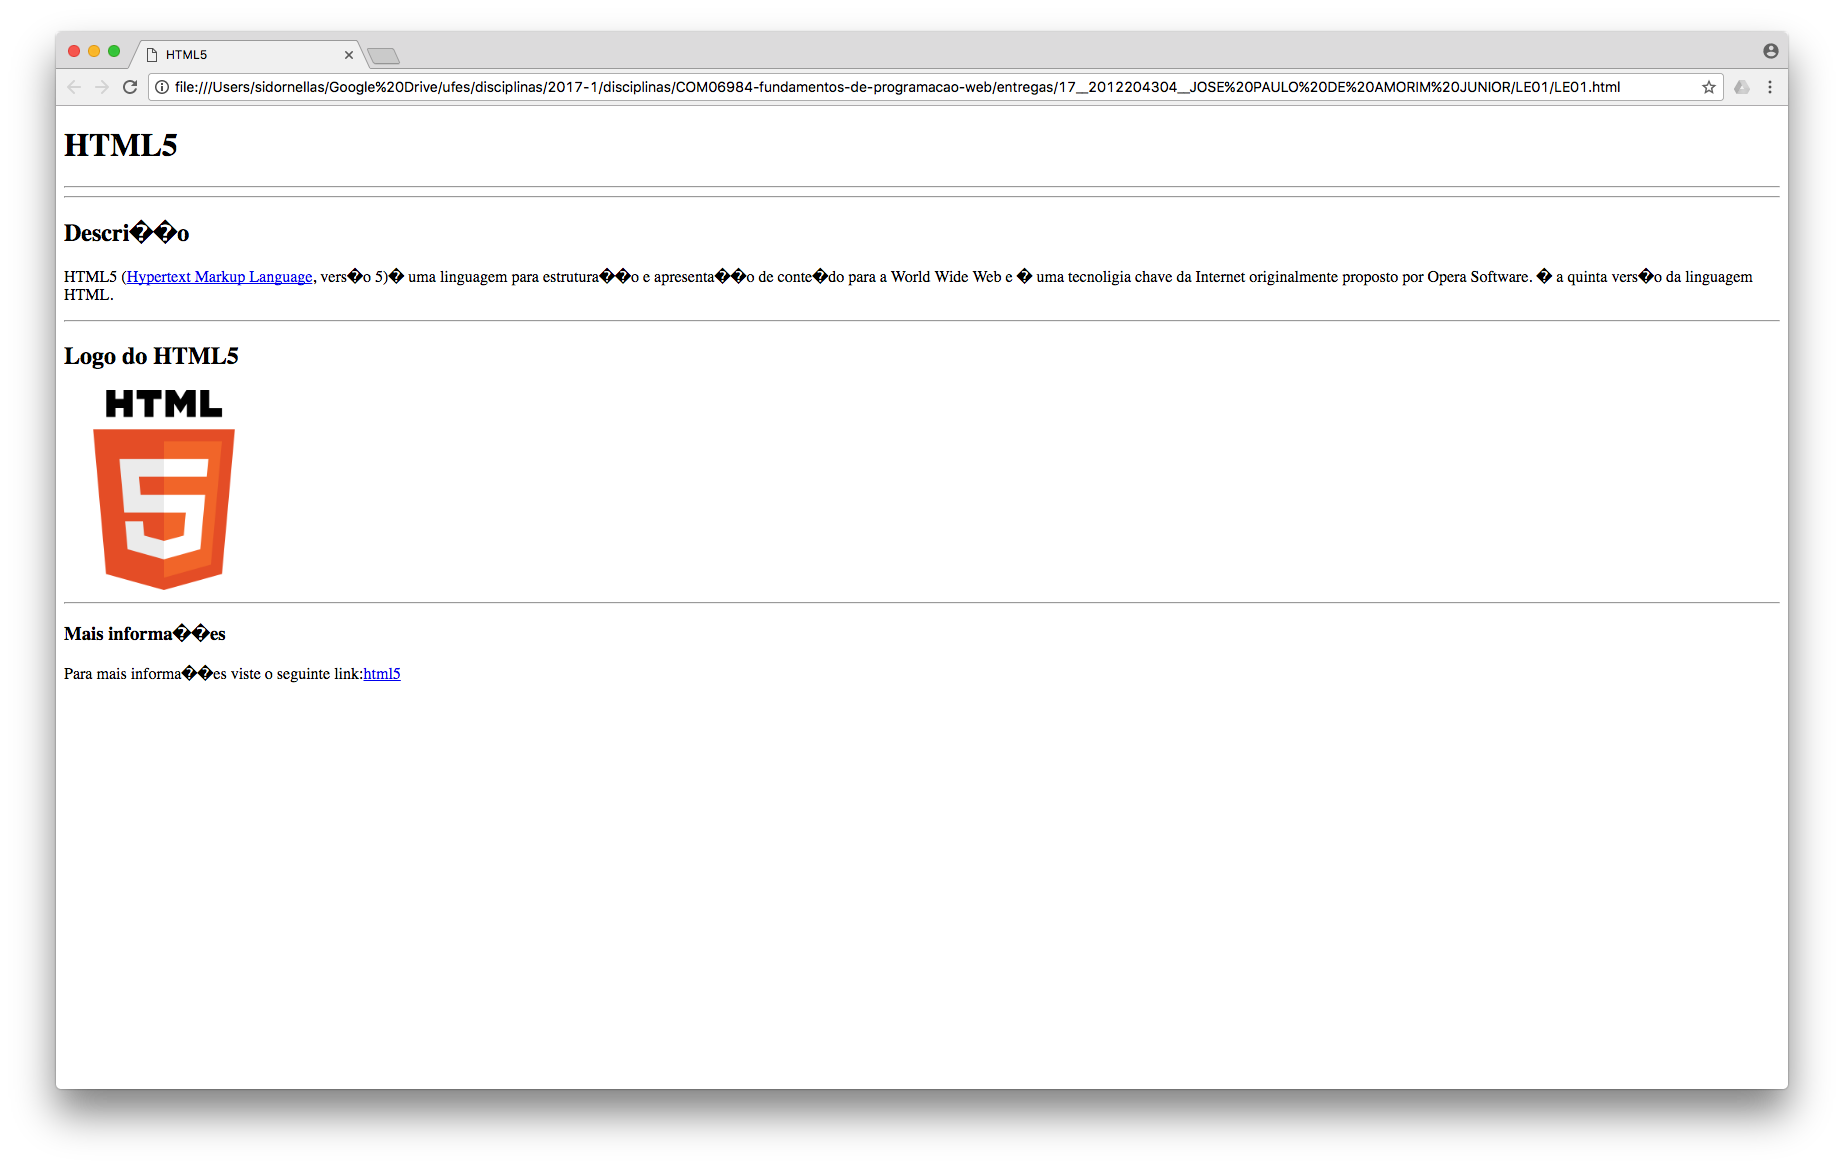 HTML5
file:///Users/sidornellas/Google%20Drive/ufes/disciplinas/2017-1/disciplinas/COM06984-fundamentos-de-programacao-web/entregas/17__2012204304__JOSE%20PAULO%20DE%20AMORIM%20JUNIOR/LE01/LE01.html
HTML5
Descri��o
HTML5 (Hypertext Markup Language, vers�o 5)� uma linguagem para estrutura��o e apresenta��o de conte�do para a World Wide Web e � uma tecnoligia chave da Internet originalmente proposto por Opera Software. � a quinta vers�o da linguagem
HTML.
Logo do HTML5
HTML
5
Mais informa��es
Para mais informa��es viste o seguinte link:html5